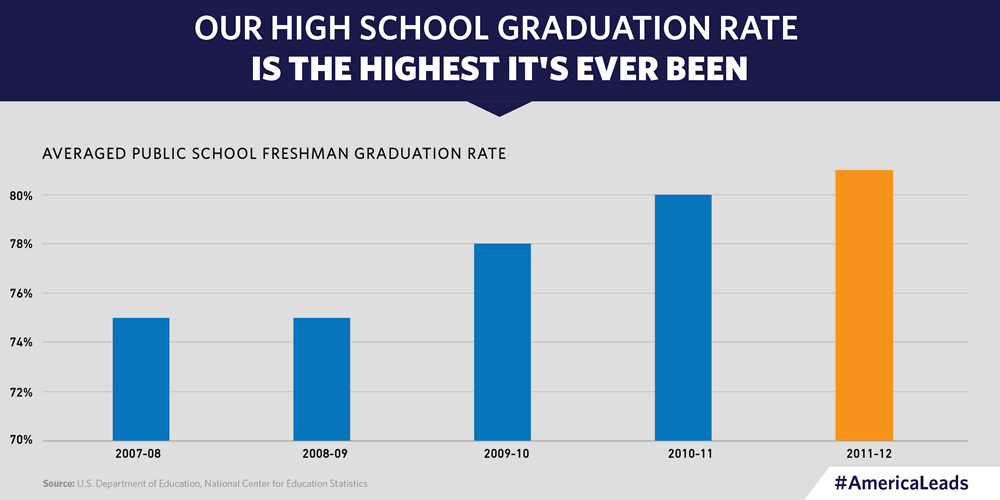 OUR HIGH SCHOOL GRADUATION RATE
IS THE HIGHEST IT'S EVER BEEN
AVERAGED PUBLIC SCHOOL FRESHMAN GRADUATION RATE
80%
78%
76%
74%
72%
70%
2007-08 2008-09 2009-10 2010-11 2011-12
Source: U.S. Department of Education, National Center for Education Statistics
#AmericaLeads